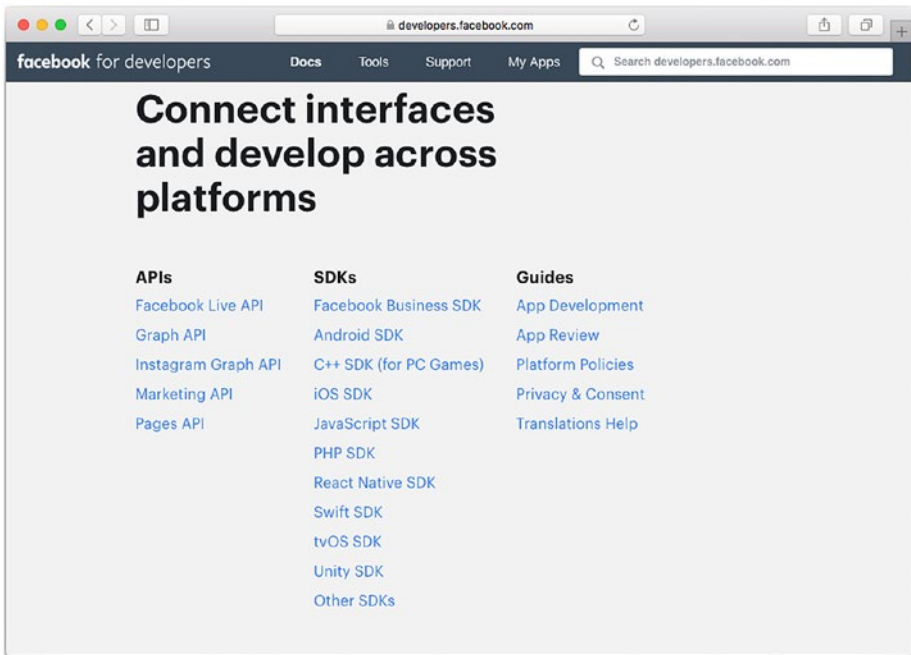 developers.facebook.com
facebook for developers
Docs
Tools
Support
My Apps
Search developers.facebook.com
Connect interfaces
and develop across
platforms
APIs
Facebook Live API
Graph API
Instagram Graph API
Marketing API
Pages API
SDKs
Facebook Business SDK
Android SDK
C++ SDK (for PC Games)
iOS SDK
JavaScript SDK
PHP SDK
React Native SDK
Swift SDK
tvOS SDK
Unity SDK
Other SDKs
Guides
App Development
App Review
Platform Policies
Privacy & Consent
Translations Help